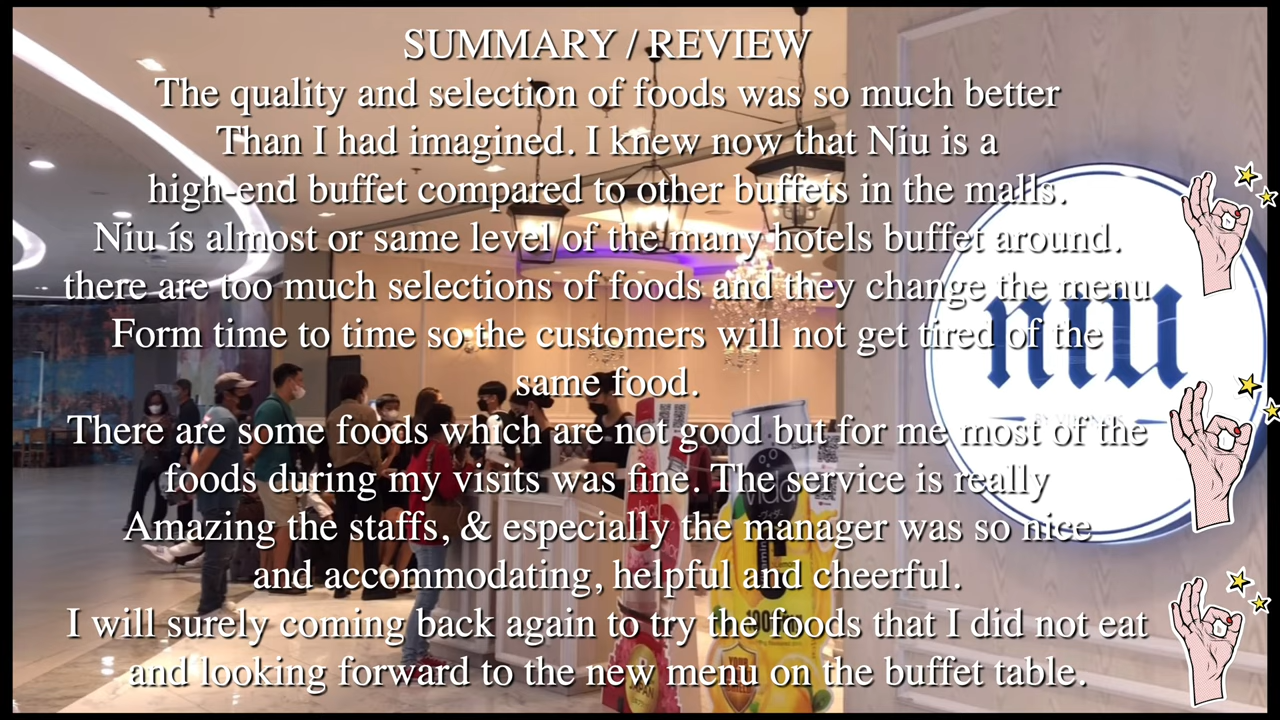 SUMMARY / REVIEW
The quality and selection of foods was so much better
Than I had imagined. I knew now that Niu is a
high-end buffet compared to other buffets in the malls.
Niu ís almost or same level of the many hotels buffet around.
there are too much selections of foods and they change the menu
Form time to time so the customers will not get tired of the
same food.
There are some foods which are not good but for me most of the
foods during my visits was fine. The service is really
Amazing the staffs, & especially the manager was so nice
and accommodating, helpful and cheerful.
I will surely coming back again to try the foods that I did not eat
and looking forward to the new menu on the buffet table.
niu
vida
JAPAN